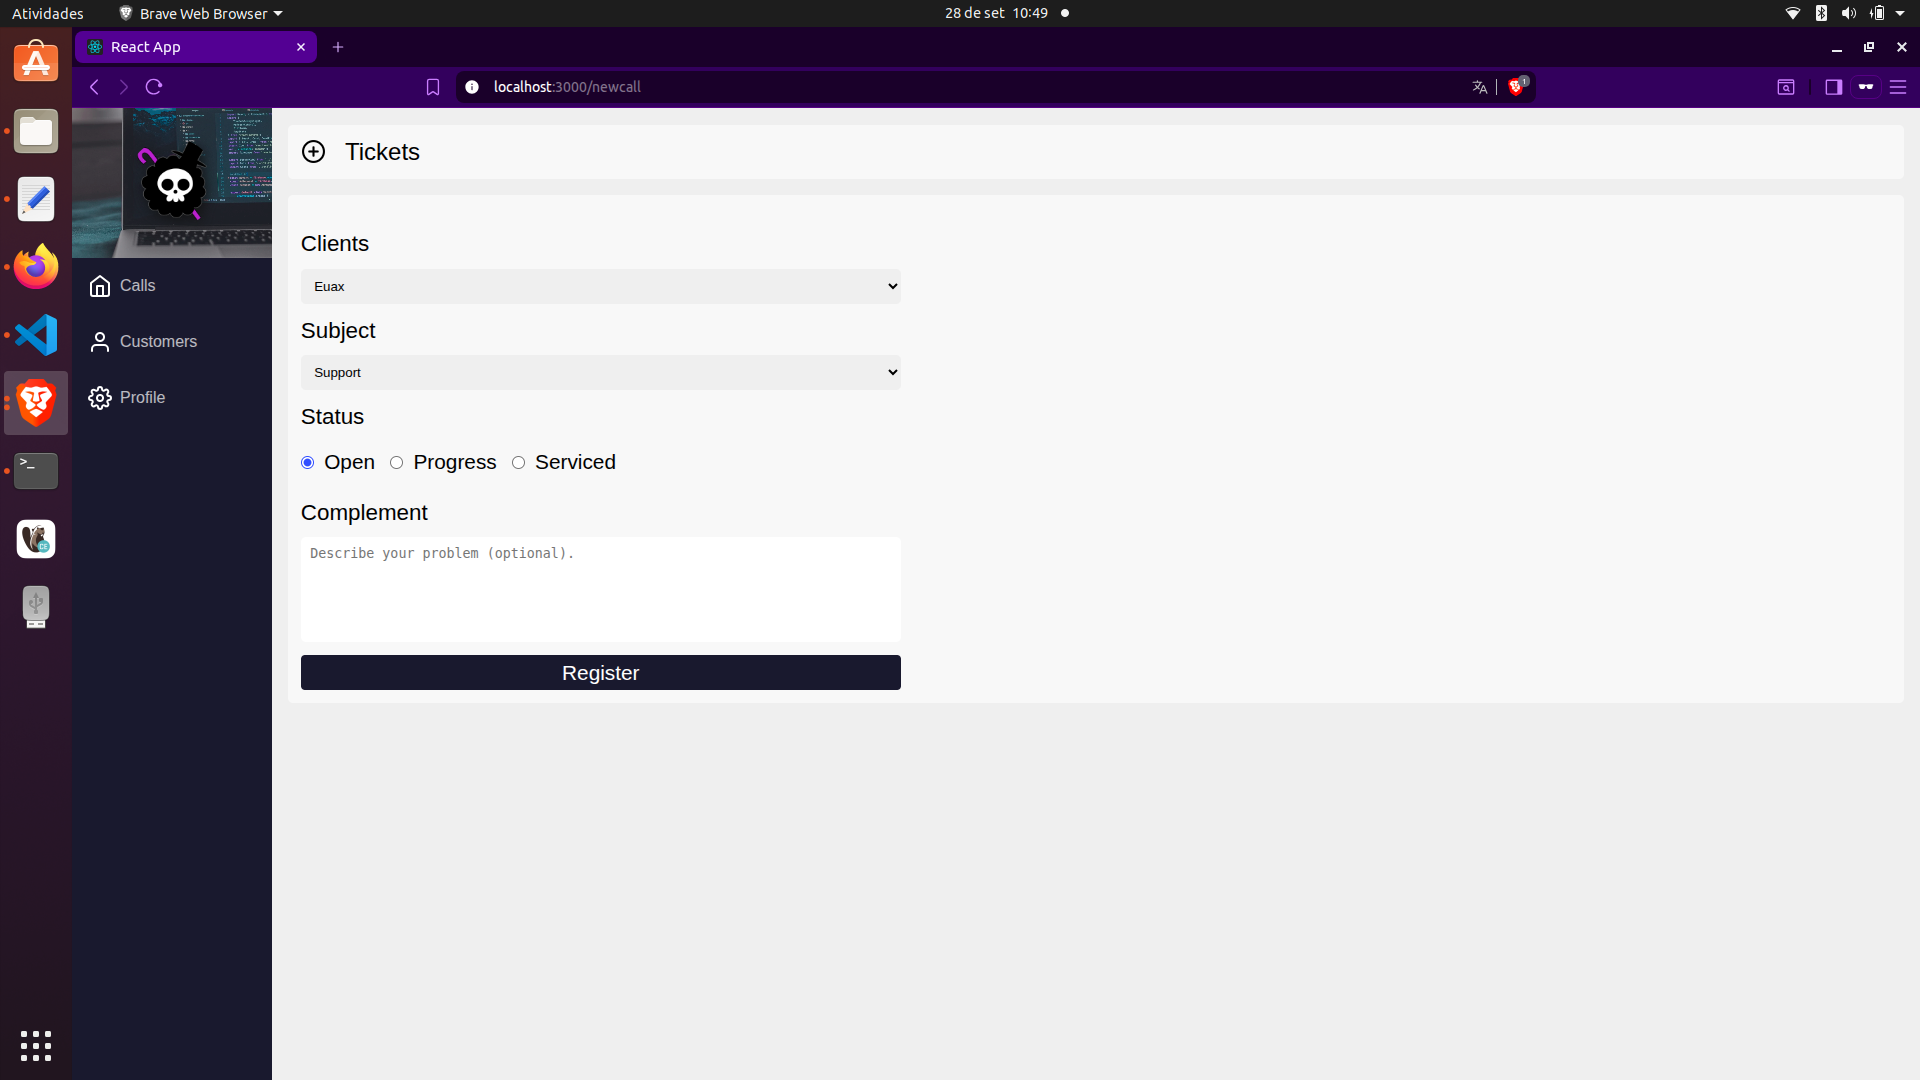 Atividades
Brave Web Browser
28 de set 10:49
React App
localhost:3000/newcall
1
Tickets
Calls
Customers
Profile
Clients
Euax
Subject
Support
Status
Open
Progress
Serviced
Complement
Describe your problem (optional).
Register